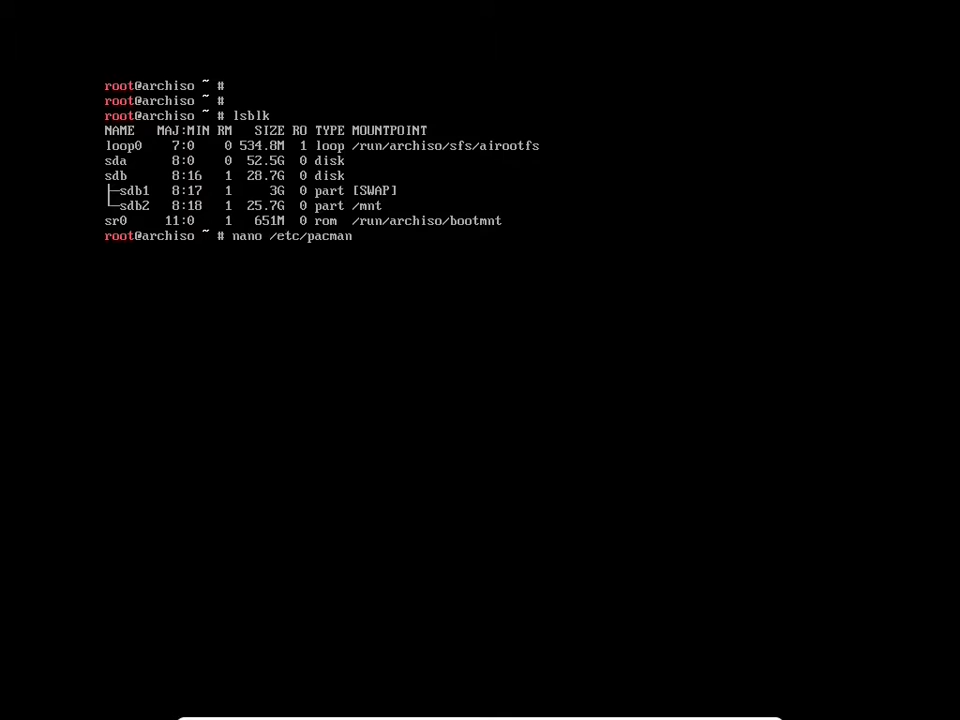 root@archiso ~ #
root@archiso ~ #
root@archiso ~ # lsblk
NAME   MAJ:MIN RM   SIZE RO TYPE MOUNTPOINT
loop0    7:0    0 534.8M  1 loop /run/archiso/sfs/airootfs
sda      8:0    0  52.5G  0 disk
sdb      8:16   1  28.7G  0 disk
├─sdb1   8:17   1     3G  0 part [SWAP]
└─sdb2   8:18   1  25.7G  0 part /mnt
sr0     11:0    1   651M  0 rom  /run/archiso/bootmnt
root@archiso ~ # nano /etc/pacman